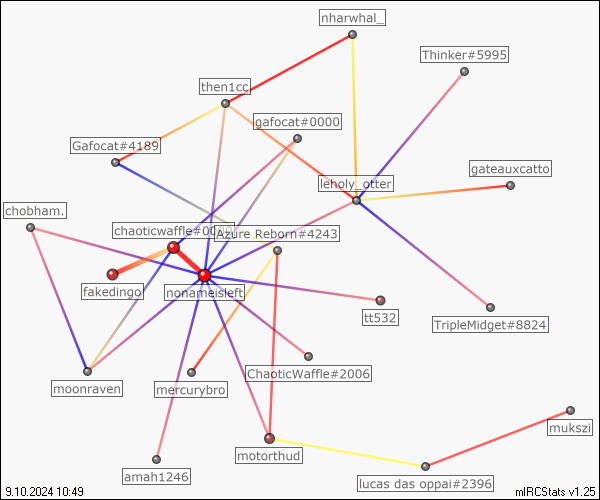 nharwhal_
Thinker#5995
then1cc
gafocat#0000
Gafocat#4189
gateauxcatto
leholy_otter
chobham.
chaoticwaffle#0
Azure Reborn#4243
fakedingo
nonameisleft
tt532
TripleMidget#8824
ChaoticWaffle#2006
moonraven
mercurybro
mukszi
motorthud
amah1246
lucas das oppai#2396
9.10.2024 10:49
mIRCStats v1.25